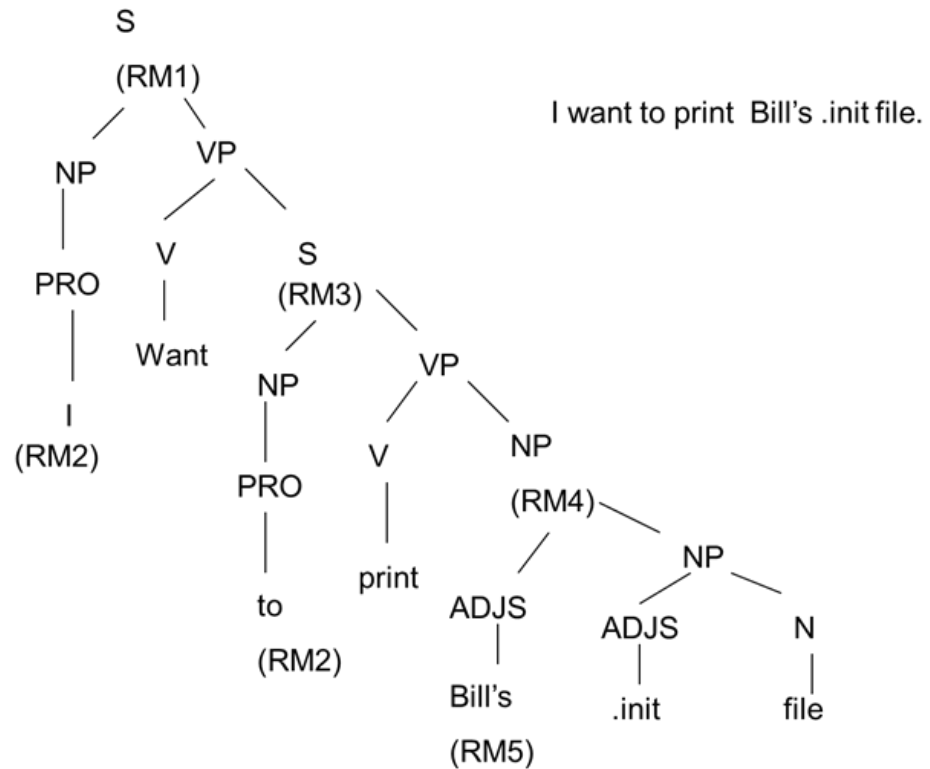 S
(RM1)
I want to print Bill's .init file.
NP
VP
PRO
V
S
(RM3)
Want
NP
VP
I
(RM2)
V
NP
PRO
(RM4)
print
NP
to
ADJS
ADJS
N
(RM2)
Bill's
.init
file
(RM5)